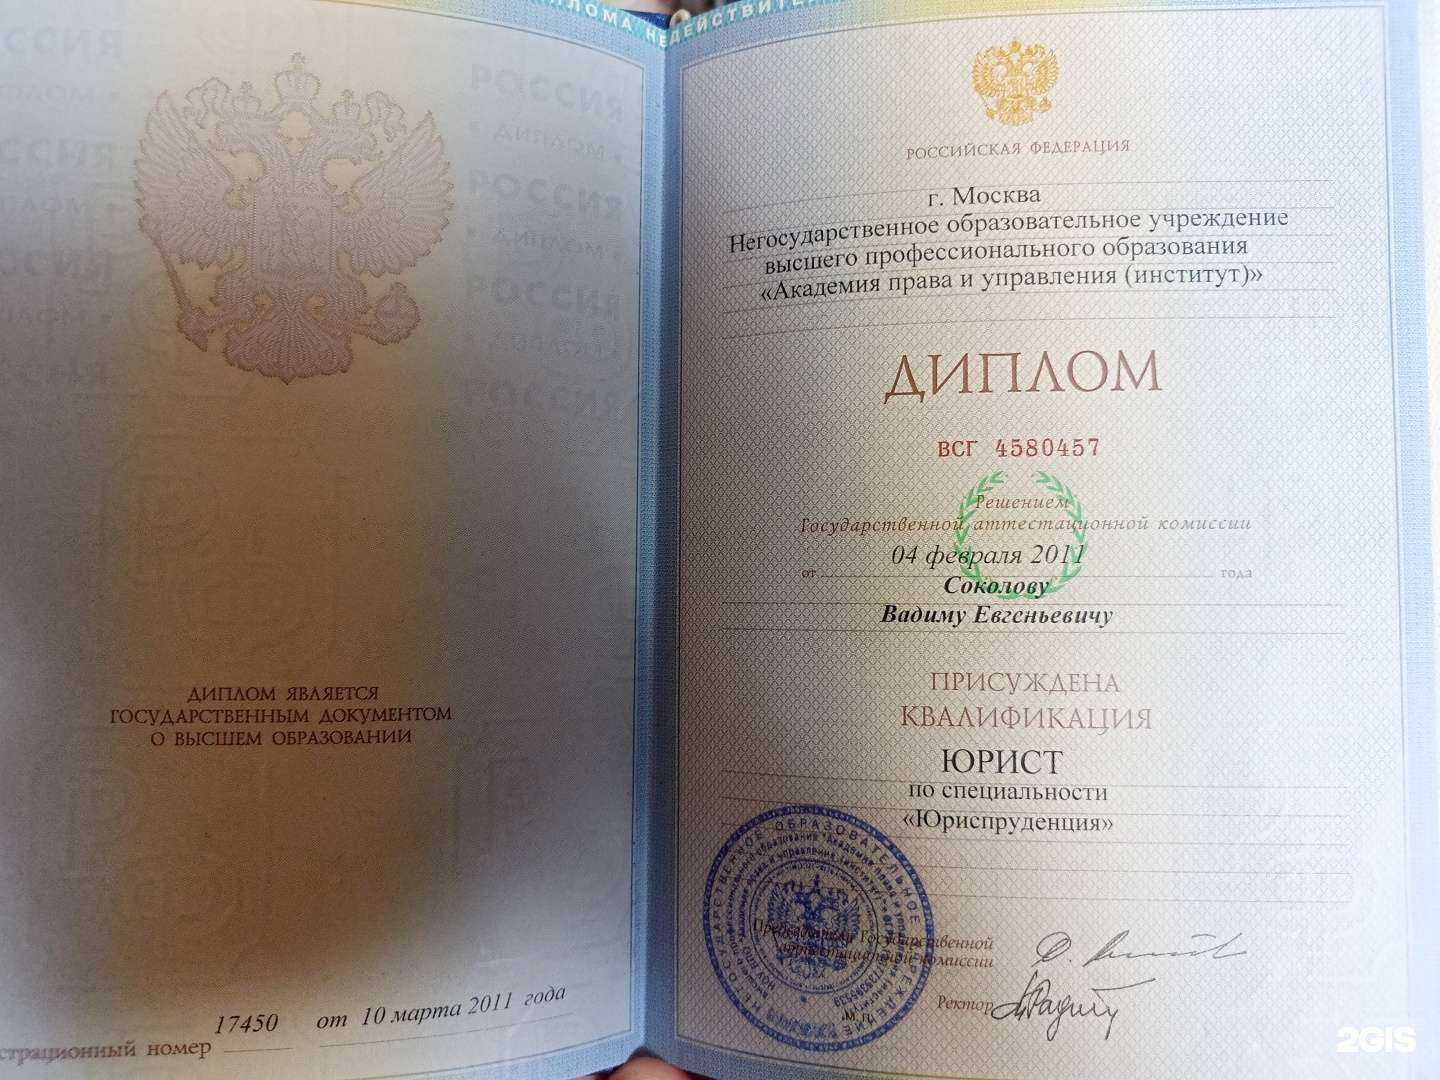 ДИПЛОМА НЕДЕЙСТВИТЕ
РОССИЯ
ДИПЛОМ
РОССИЯ
ДИПЛОМ
РОССИЯ
ДИПЛОМ
РОССИЯ
ДИПЛОМ ЯВЛЯЕТСЯ
ГОСУДАРСТВЕННЫМ ДОКУМЕНТОМ
О ВЫСШЕМ ОБРАЗОВАНИИ
17450 от 10 марта 2011 года
страционный номер
РОССИЙСКАЯ ФЕДЕРАЦИЯ
г. Москва
Негосударственное образовательное учреждение
высшего профессионального образования
«Академия права и управления (институт)»
ДИПЛОМ
ВСГ 4580457
Решением
Государственной аттестационной комиссии
04 февраля 2011
от года
Соколову
Вадиму Евгеньевичу
ПРИСУЖДЕНА
КВАЛИФИКАЦИЯ
ЮРИСТ
по специальности
«Юриспруденция»
Председатель Государственной
аттестационной комиссии
Ректор
М.П.
2GIS